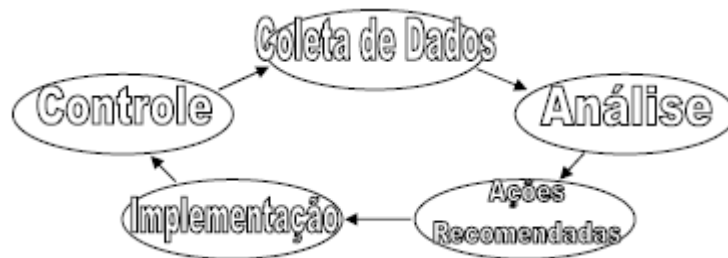 Coleta de Dados
Controle
Análise
Ações
Recomendadas
Implementação